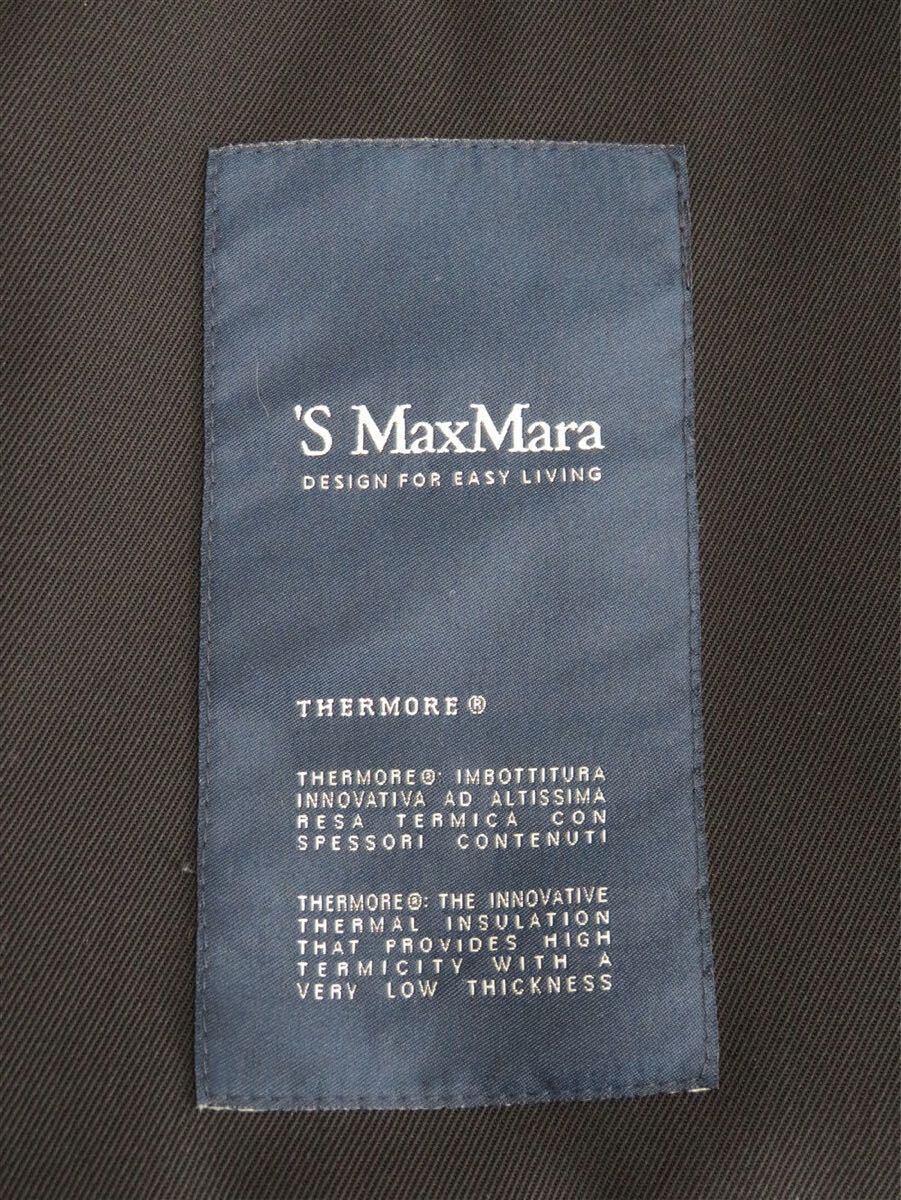 'S MaxMara
DESIGN FOR EASY LIVING
THERMORE ®
THERMORE®: IMBOTTITURA
INNOVATIVA AD ALTISSIMA
RESA TERMICA CON
SPESSORI CONTENUTI
THERMORE®: THE INNOVATIVE
THERMAL INSULATION
THAT PROVIDES HIGH
TERMICITY WITH A
VERY LOW THICKNESS